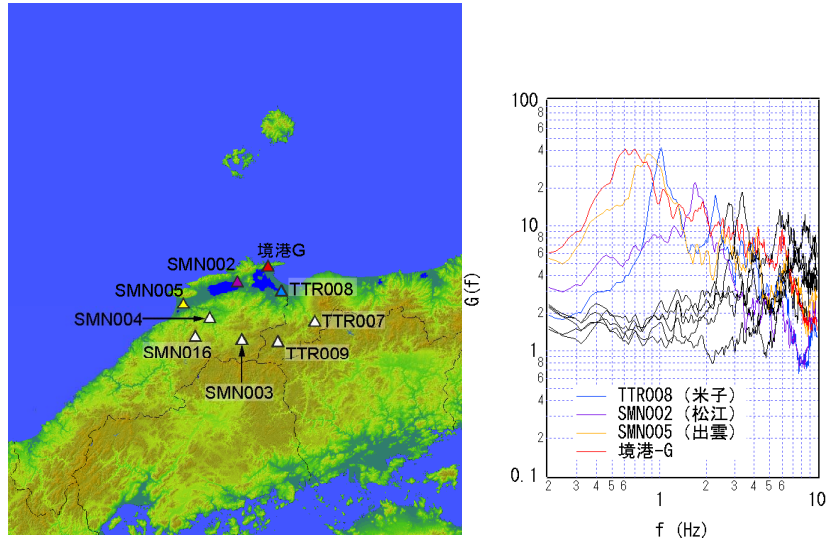 境港G
SMN002
SMN005
TTR008
SMN004
TTR007
SMN016
TTR009
SMN003
100
8
6
4
2
10
8
6
4
2
1
8
6
4
2
0.1
G(f)
TTR008 (米子)
SMN002 (松江)
SMN005 (出雲)
境港-G
2 4 5 6 1 2 3 4 5 6 10
f (Hz)